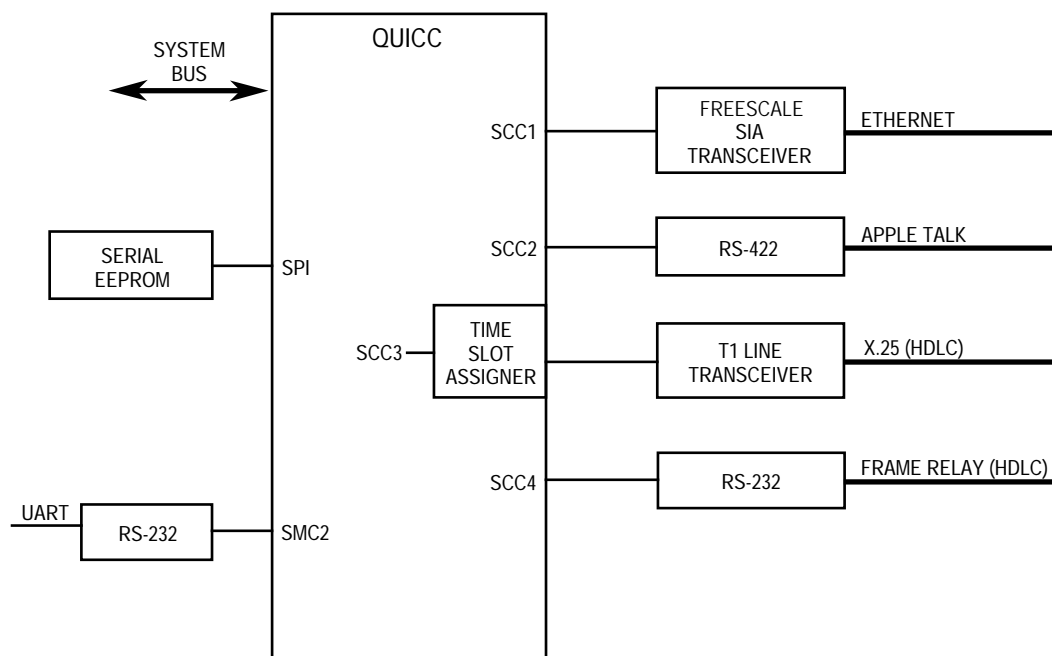 QUICC
SYSTEM
BUS
SCC1
FREESCALE
SIA
TRANSCEIVER
ETHERNET
SERIAL
EEPROM
SPI
SCC2
RS-422
APPLE TALK
SCC3
TIME
SLOT
ASSIGNER
T1 LINE
TRANSCEIVER
X.25 (HDLC)
SCC4
RS-232
FRAME RELAY (HDLC)
UART
RS-232
SMC2